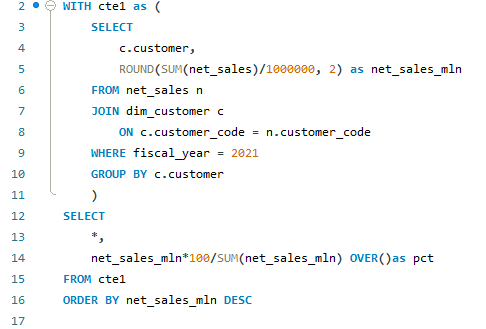 2 WITH cte1 as (
3 SELECT
4 c.customer,
5 ROUND(SUM(net_sales)/1000000, 2) as net_sales_mln
6 FROM net_sales n
7 JOIN dim_customer c
8 ON c.customer_code = n.customer_code
9 WHERE fiscal_year = 2021
10 GROUP BY c.customer
11 )
12 SELECT
13 *,
14 net_sales_mln*100/SUM(net_sales_mln) OVER()as pct
15 FROM cte1
16 ORDER BY net_sales_mln DESC
17